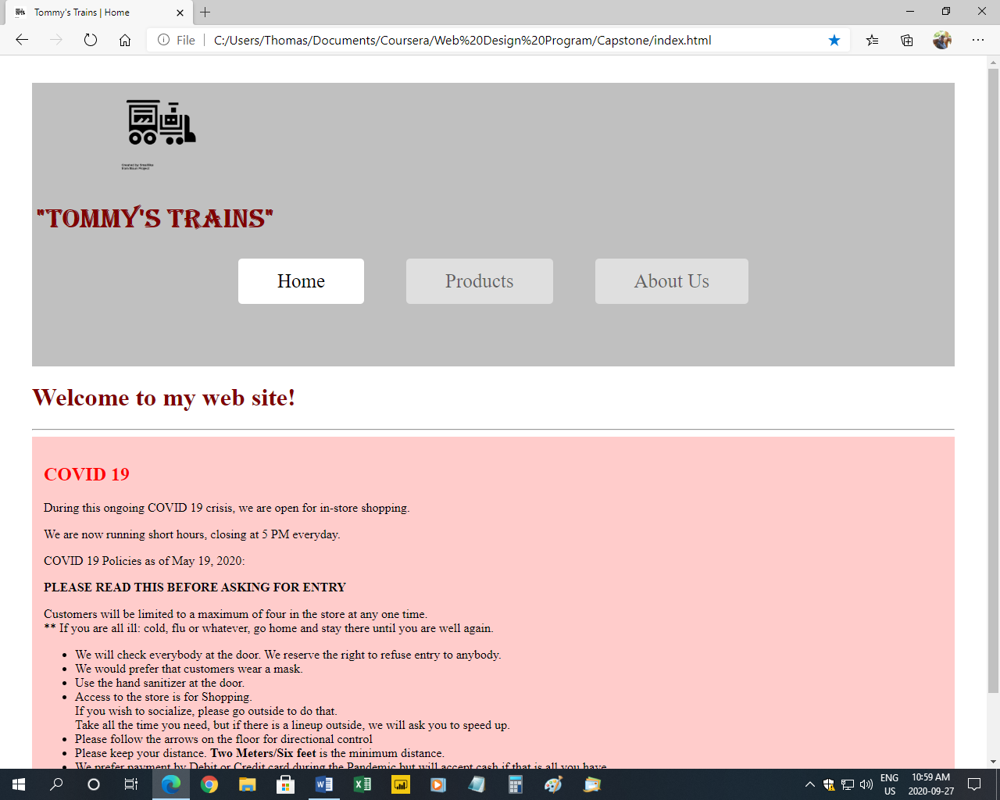 Tommy's Trains | Home
File
C:/Users/Thomas/Documents/Coursera/Web%20Design%20Program/Capstone/index.html
Created by Smalllike
from Noun Project
"TOMMY'S TRAINS"
Home Products About Us
Welcome to my web site!
COVID 19
During this ongoing COVID 19 crisis, we are open for in-store shopping.
We are now running short hours, closing at 5 PM everyday.
COVID 19 Policies as of May 19, 2020:
PLEASE READ THIS BEFORE ASKING FOR ENTRY
Customers will be limited to a maximum of four in the store at any one time.
** If you are all ill: cold, flu or whatever, go home and stay there until you are well again.
• We will check everybody at the door. We reserve the right to refuse entry to anybody.
• We would prefer that customers wear a mask.
• Use the hand sanitizer at the door.
• Access to the store is for Shopping.
If you wish to socialize, please go outside to do that.
Take all the time you need, but if there is a lineup outside, we will ask you to speed up.
• Please follow the arrows on the floor for directional control
• Please keep your distance. Two Meters/Six feet is the minimum distance.
• We prefer payment by Debit or Credit card during the Pandemic but will accept cash if that is all you have
ENG
US
10:59 AM
2020-09-27